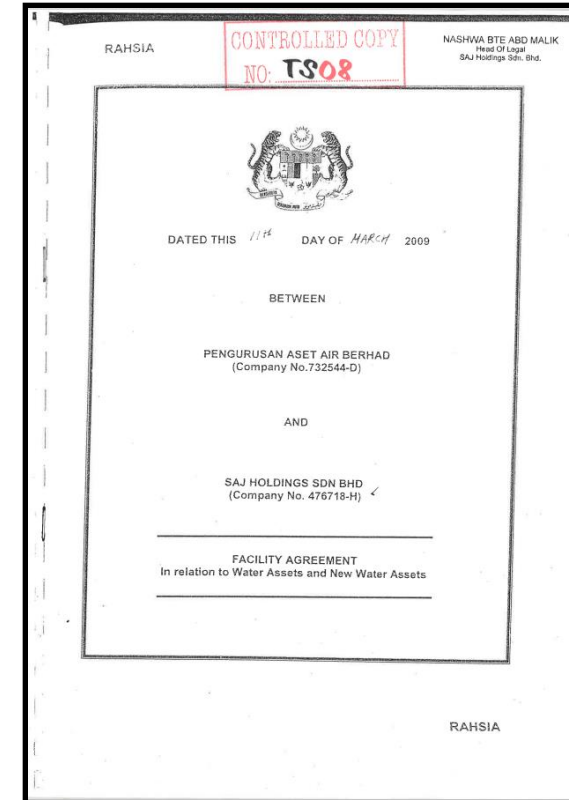 RAHSIA
CONTROLLED COPY
NO: TS08
NASHWA BTE ABD MALIK
Head Of Legal
SAJ Holdings Sdn. Bhd.
DATED THIS 11th DAY OF MARCH 2009
BETWEEN
PENGURUSAN ASET AIR BERHAD
(Company No.732544-D)
AND
SAJ HOLDINGS SDN BHD
(Company No. 476718-H)
FACILITY AGREEMENT
In relation to Water Assets and New Water Assets
RAHSIA